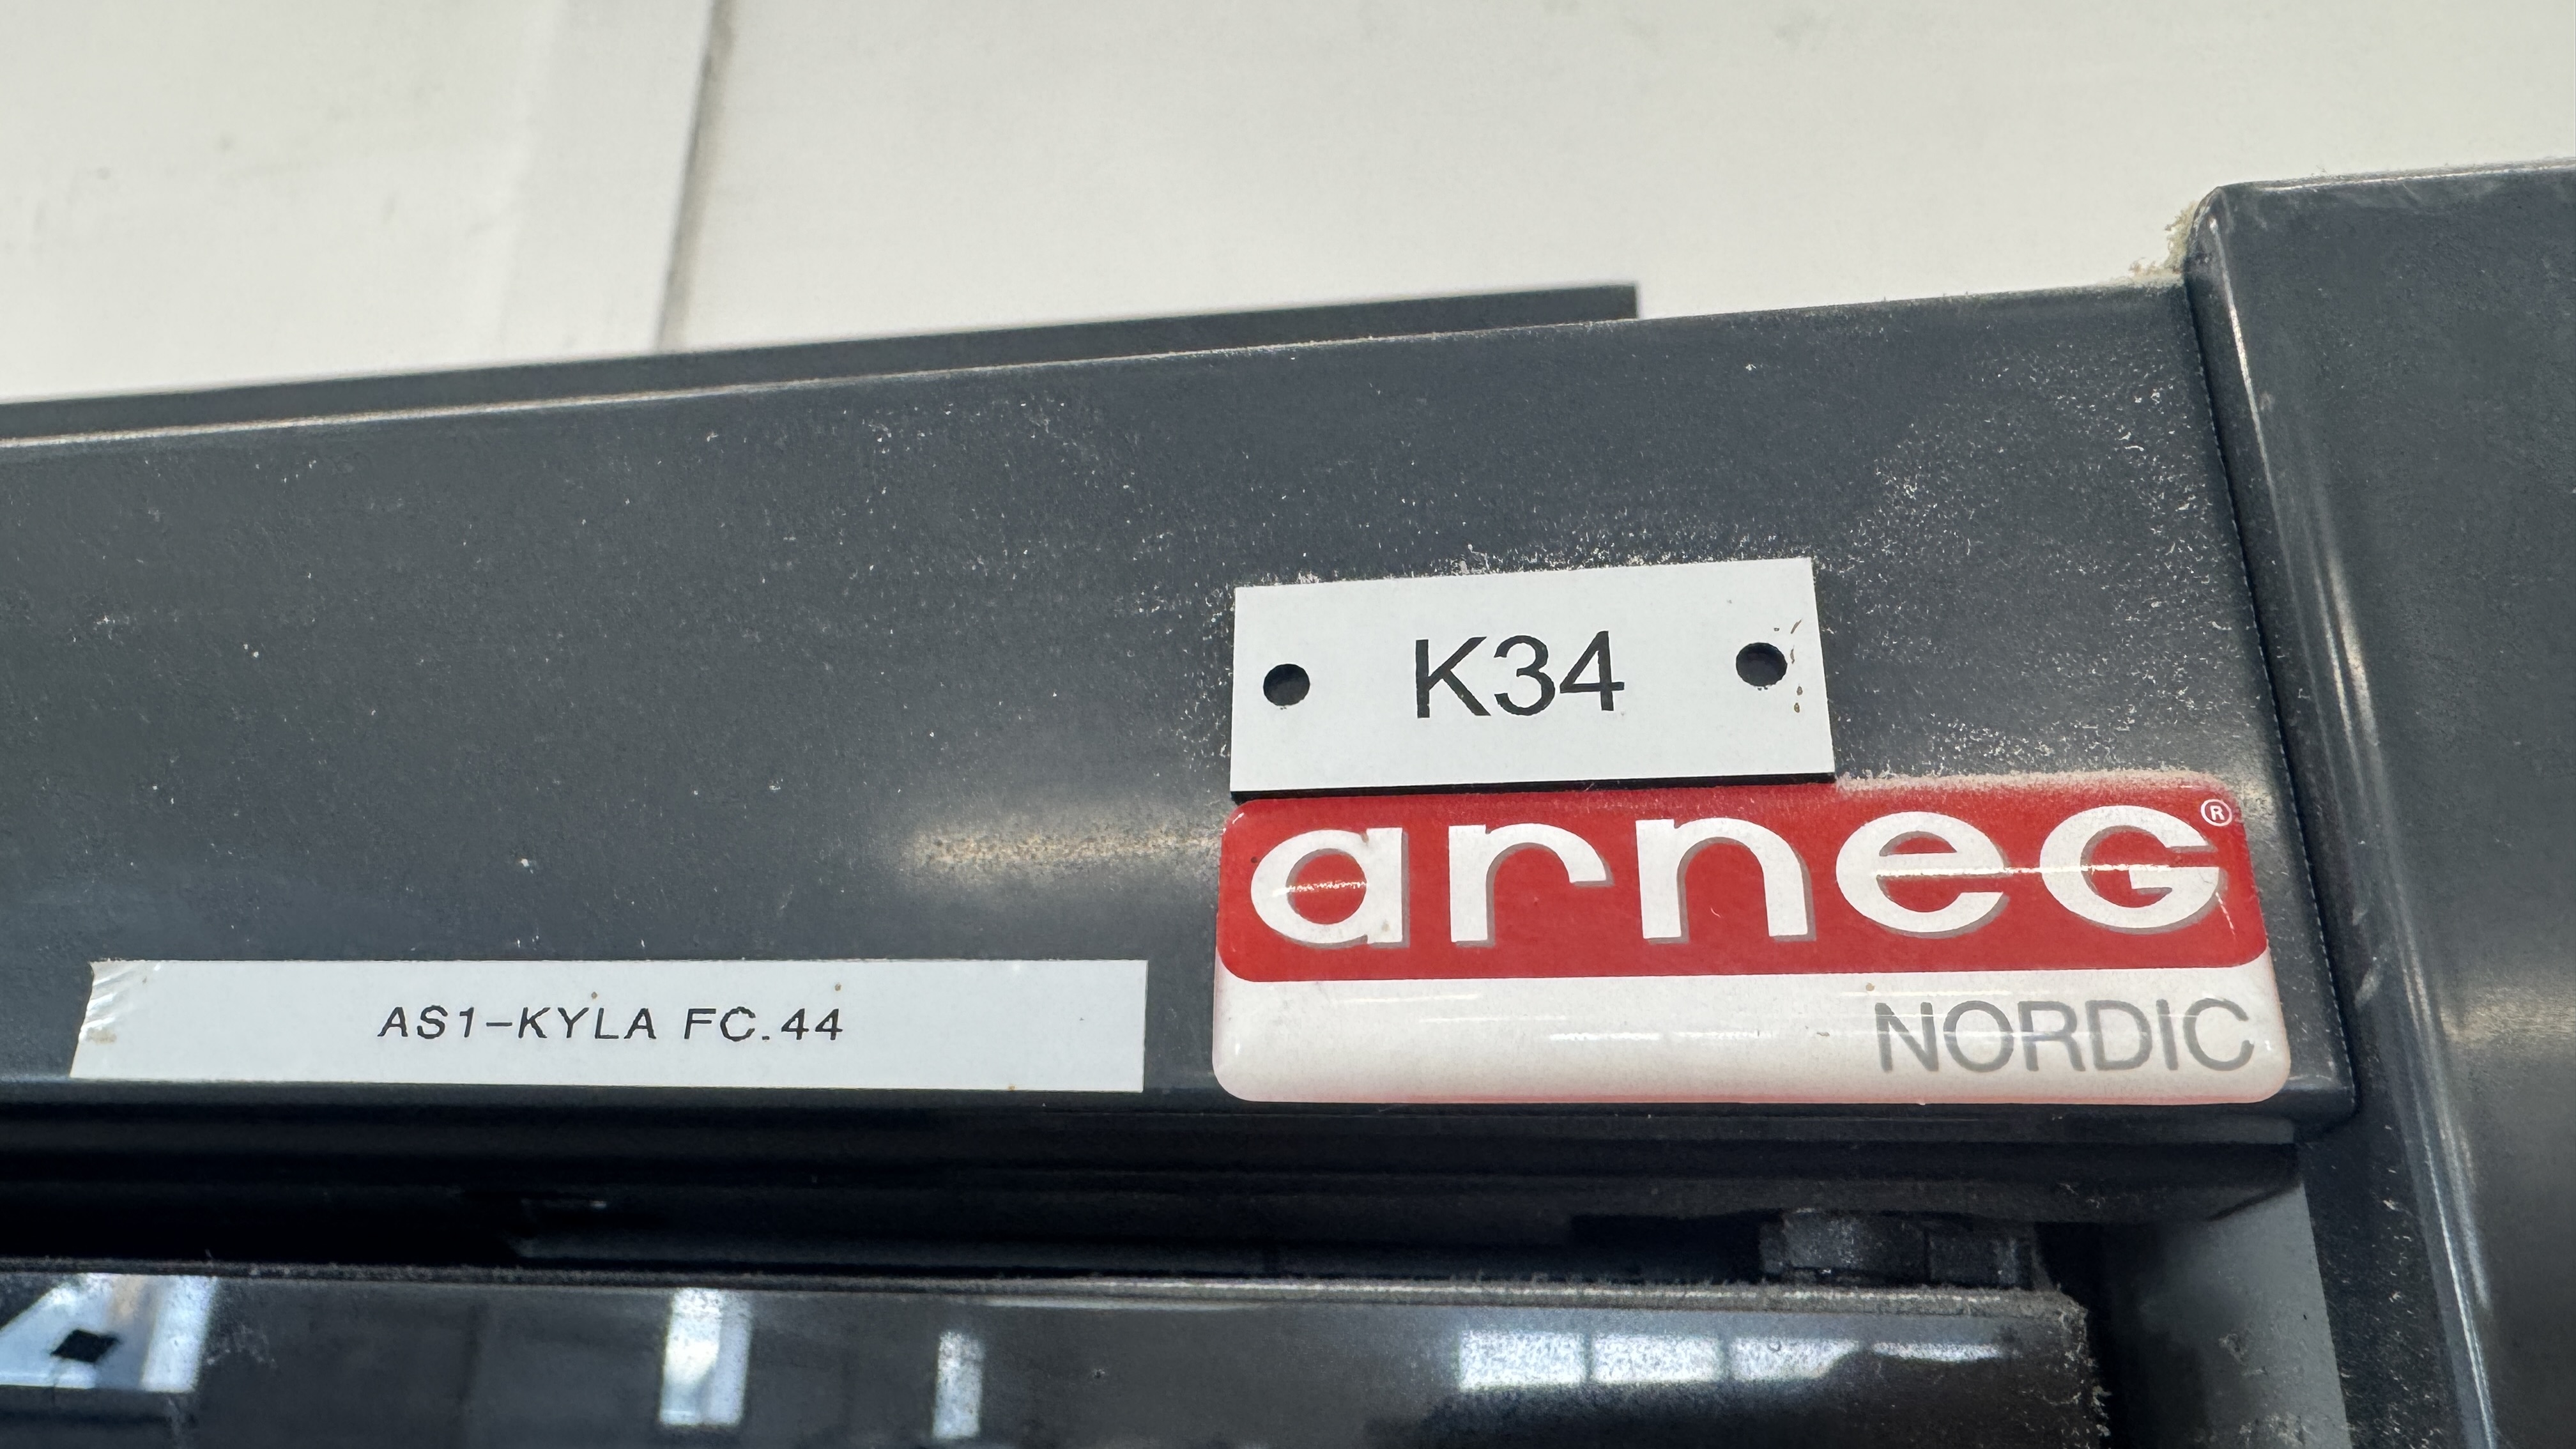 K34
arneG®
NORDIC
AS1-KYLA FC.44